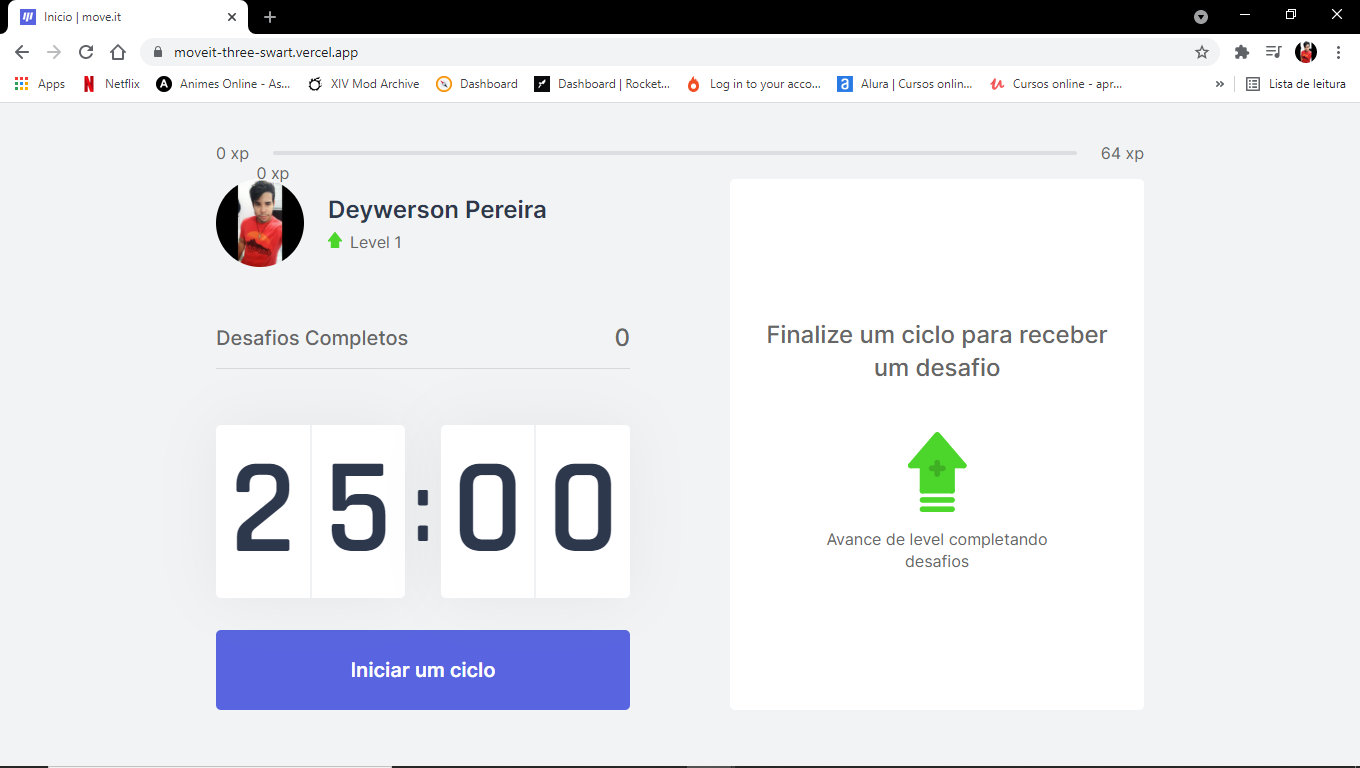 Inicio | move.it
moveit-three-swart.vercel.app
Apps
Netflix
Animes Online - As...
XIV Mod Archive
Dashboard
Dashboard | Rocket...
Log in to your acco...
Alura | Cursos onlin...
Cursos online - apr...
»
Lista de leitura
0 xp
64 xp
0 xp
Deywerson Pereira
Level 1
Desafios Completos
0
25:00
Iniciar um ciclo
Finalize um ciclo para receber
um desafio
Avance de level completando
desafios